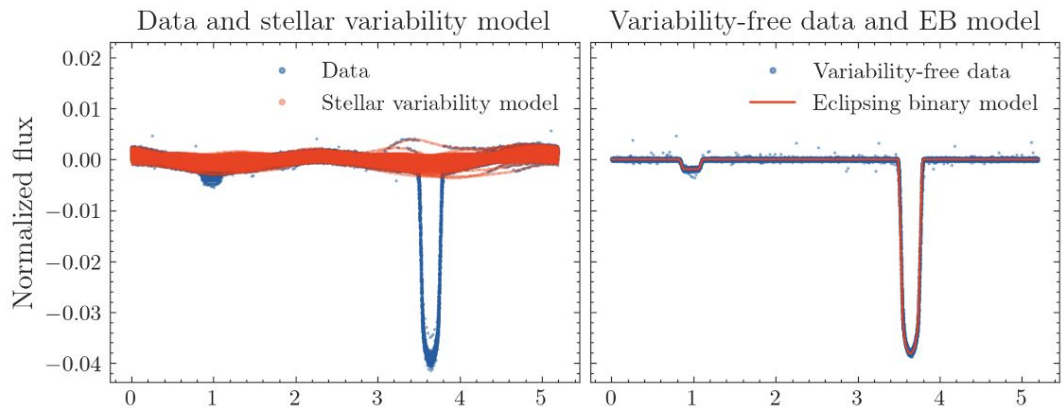 Data and stellar variability model
Variability-free data and EB model
Normalized flux
0.02
0.01
0.00
−0.01
−0.02
−0.03
−0.04
Data
Stellar variability model
0 1 2 3 4 5
Variability-free data
Eclipsing binary model
0 1 2 3 4 5